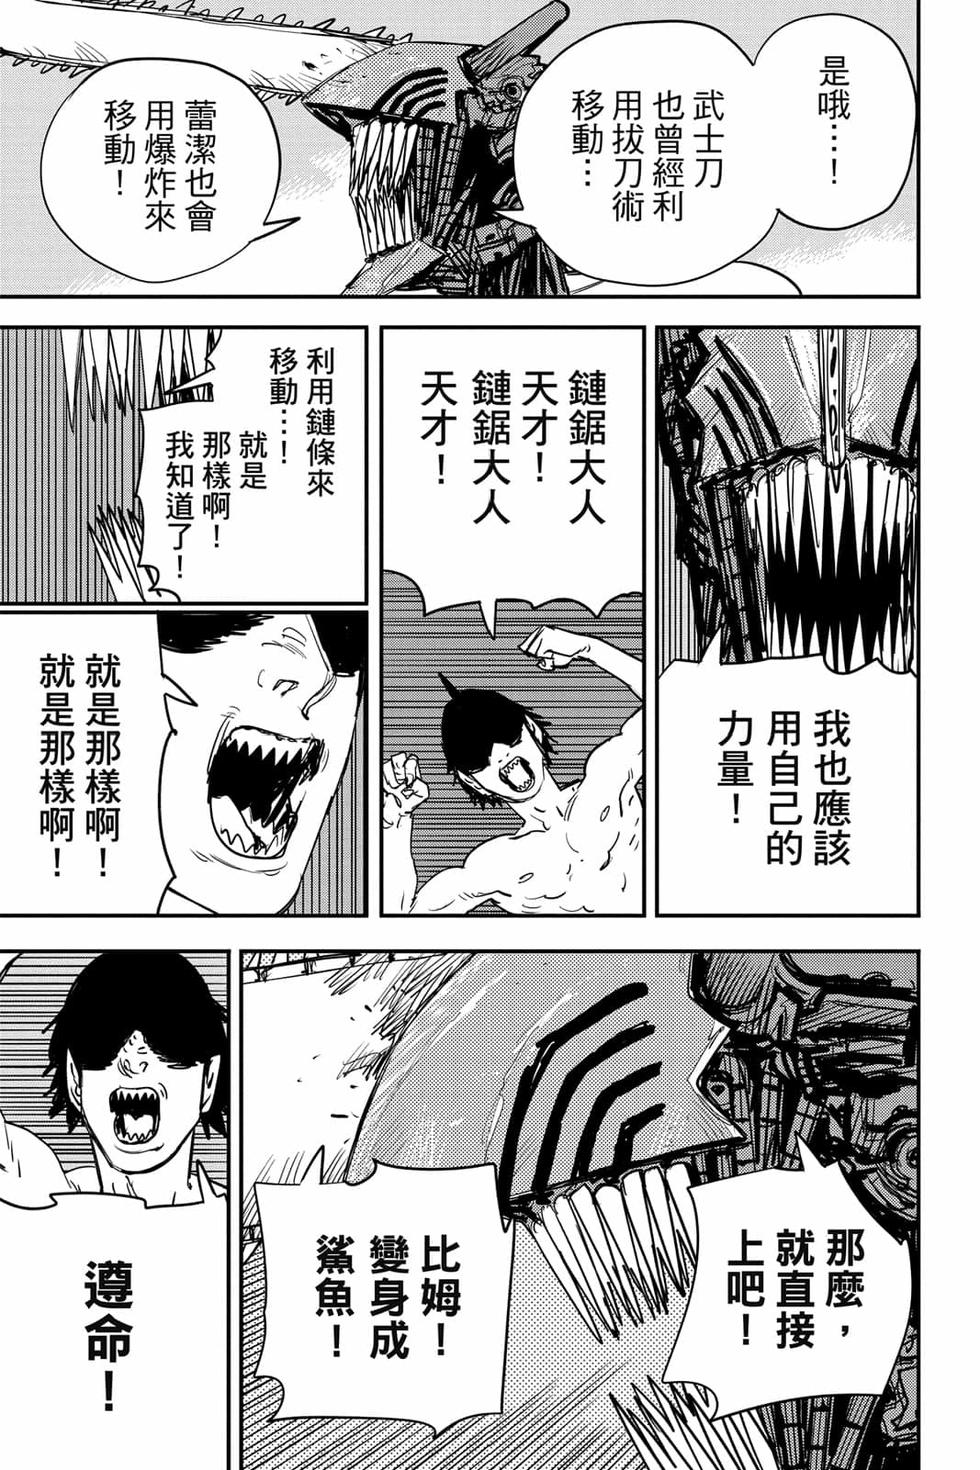 是哦…！
武士刀
也曾經利
用拔刀術
移動…
蕾潔也會
用爆炸來
移動！
我也應該
用自己的
力量！
鏈鋸大人
天才！
鏈鋸大人
天才！
利用鏈條來
移動…！
就是
那樣啊！
我知道了！
就是那樣啊！
就是那樣啊！
那麼，
就直接
上吧！
比姆！
變身成
鯊魚！
遵命！